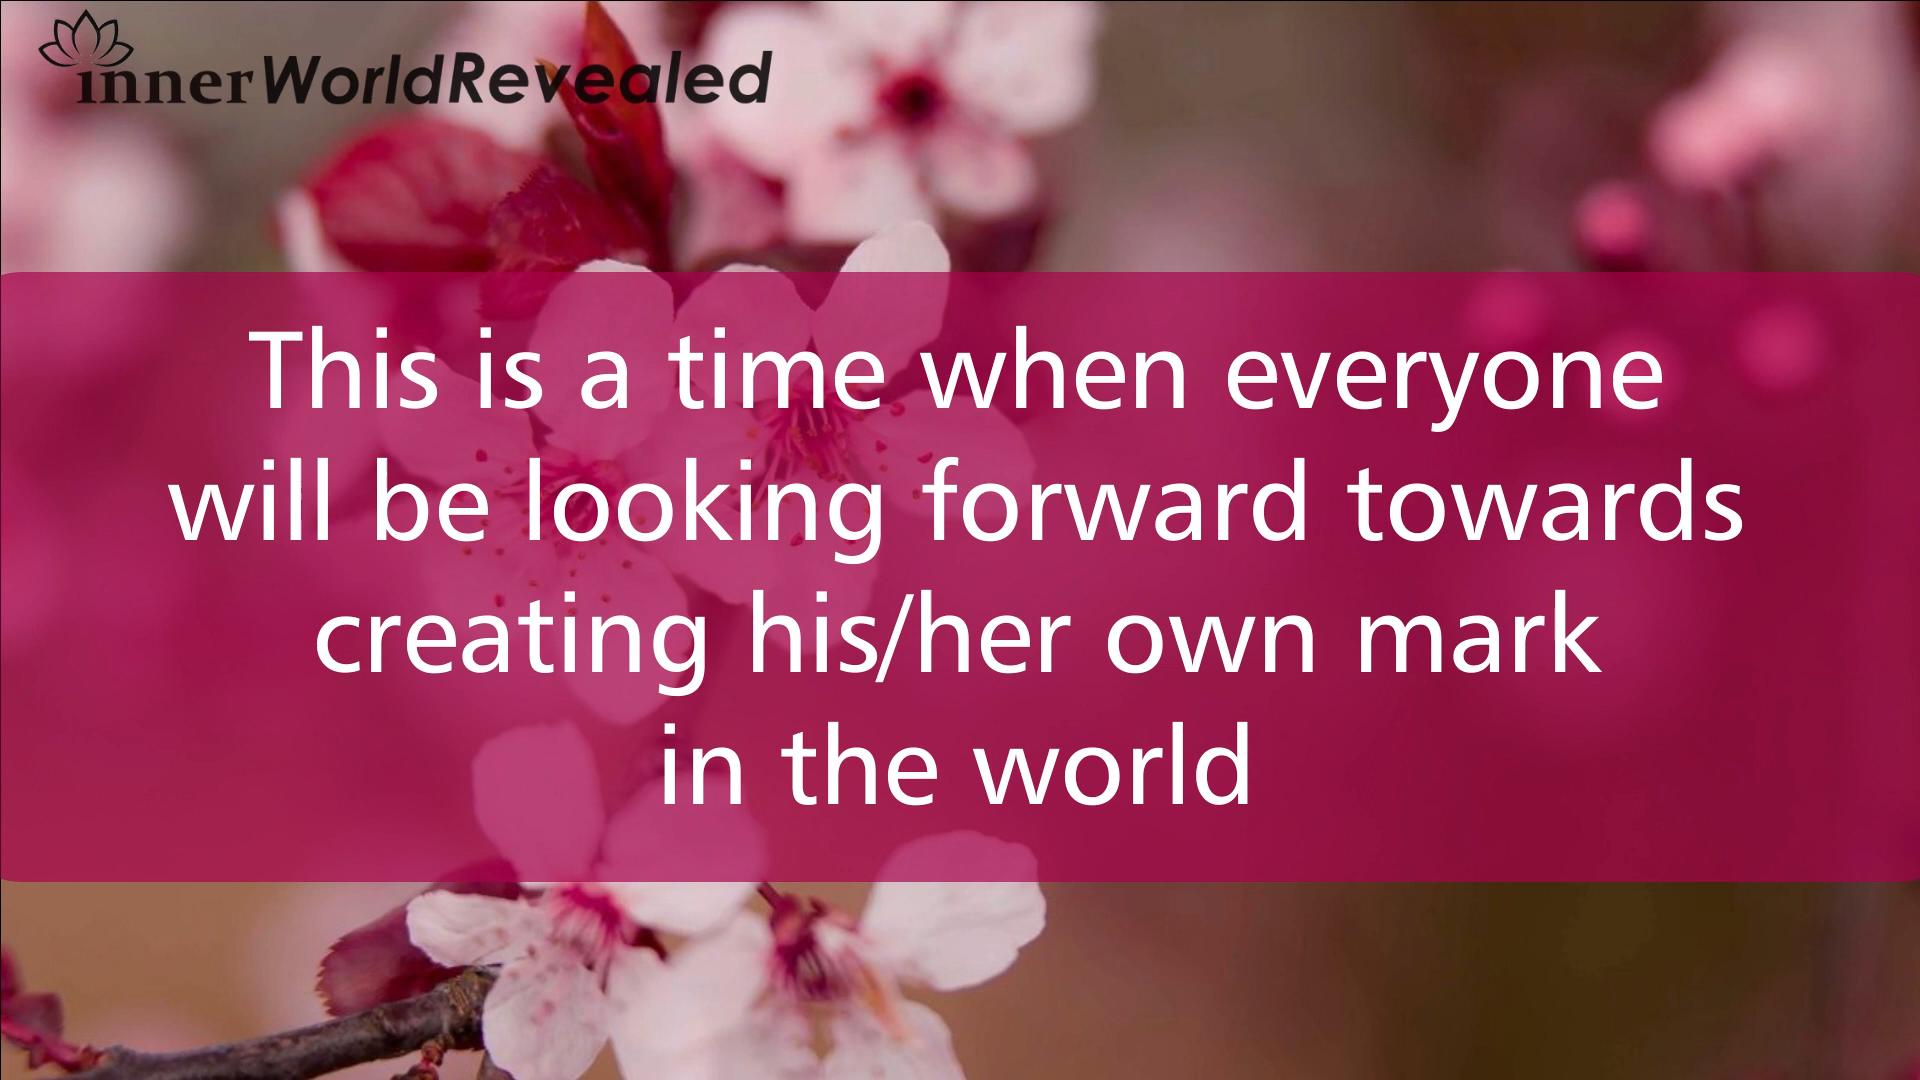 innerWorldRevealed
This is a time when everyone
will be looking forward towards
creating his/her own mark
in the world